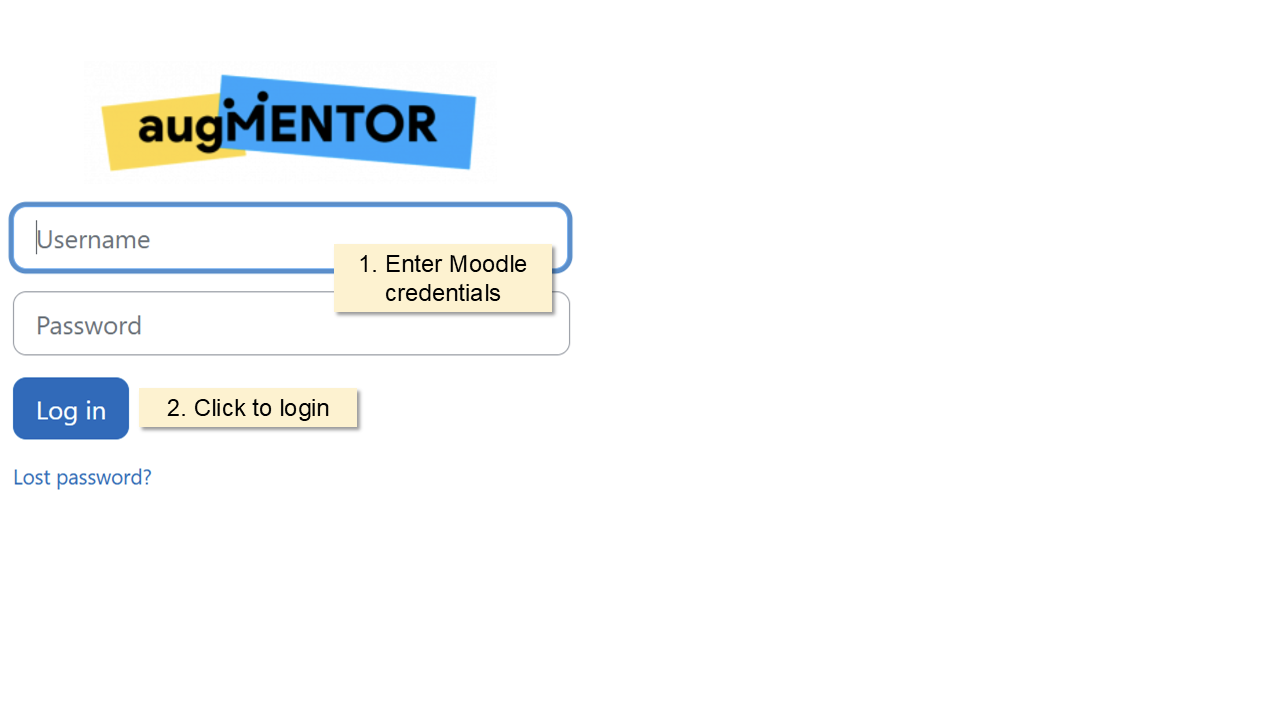 augMENTOR
Username
1. Enter Moodle
credentials
Password
Log in
2. Click to login
Lost password?